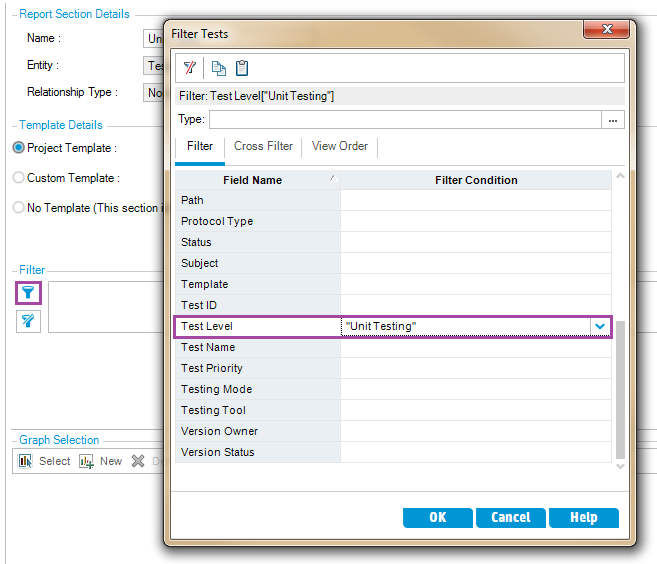 Report Section Details
Name :
Entity :
Relationship Type :
Template Details
Project Template :
Custom Template :
No Template (This section i
Filter
Graph Selection
Select New
Filter Tests
Filter: Test Level["Unit Testing"]
Type: ...
Filter Cross Filter View Order
Field Name Filter Condition
Path
Protocol Type
Status
Subject
Template
Test ID
Test Level "Unit Testing"
Test Name
Test Priority
Testing Mode
Testing Tool
Version Owner
Version Status
OK Cancel Help